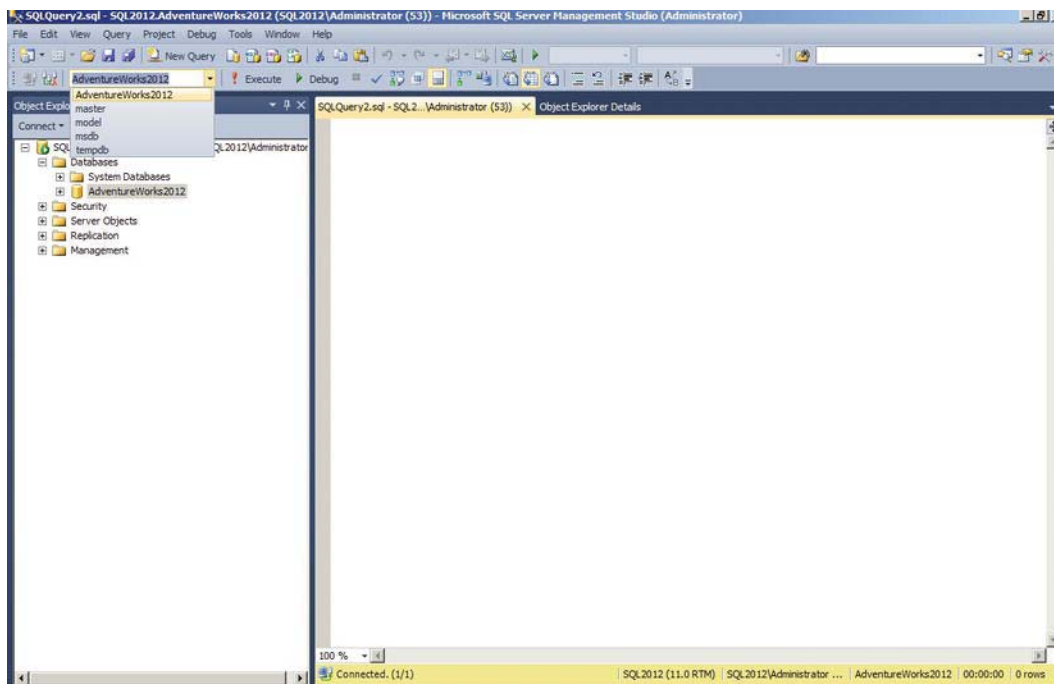 SQLQuery2.sql - SQL2012.AdventureWorks2012 (SQL2012\Administrator (53)) - Microsoft SQL Server Management Studio (Administrator)
File Edit View Query Project Debug Tools Window Help
New Query
AdventureWorks2012 Execute Debug
AdventureWorks2012
master
model
msdb
tempdb
Object Explo
SQLQuery2.sql - SQL2...\Administrator (53)) Object Explorer Details
Connect
SQL QL2012\Administrator
Databases
System Databases
AdventureWorks2012
Security
Server Objects
Replication
Management
100 %
Connected. (1/1) SQL2012 (11.0 RTM) SQL2012\Administrator ... AdventureWorks2012 00:00:00 0 rows